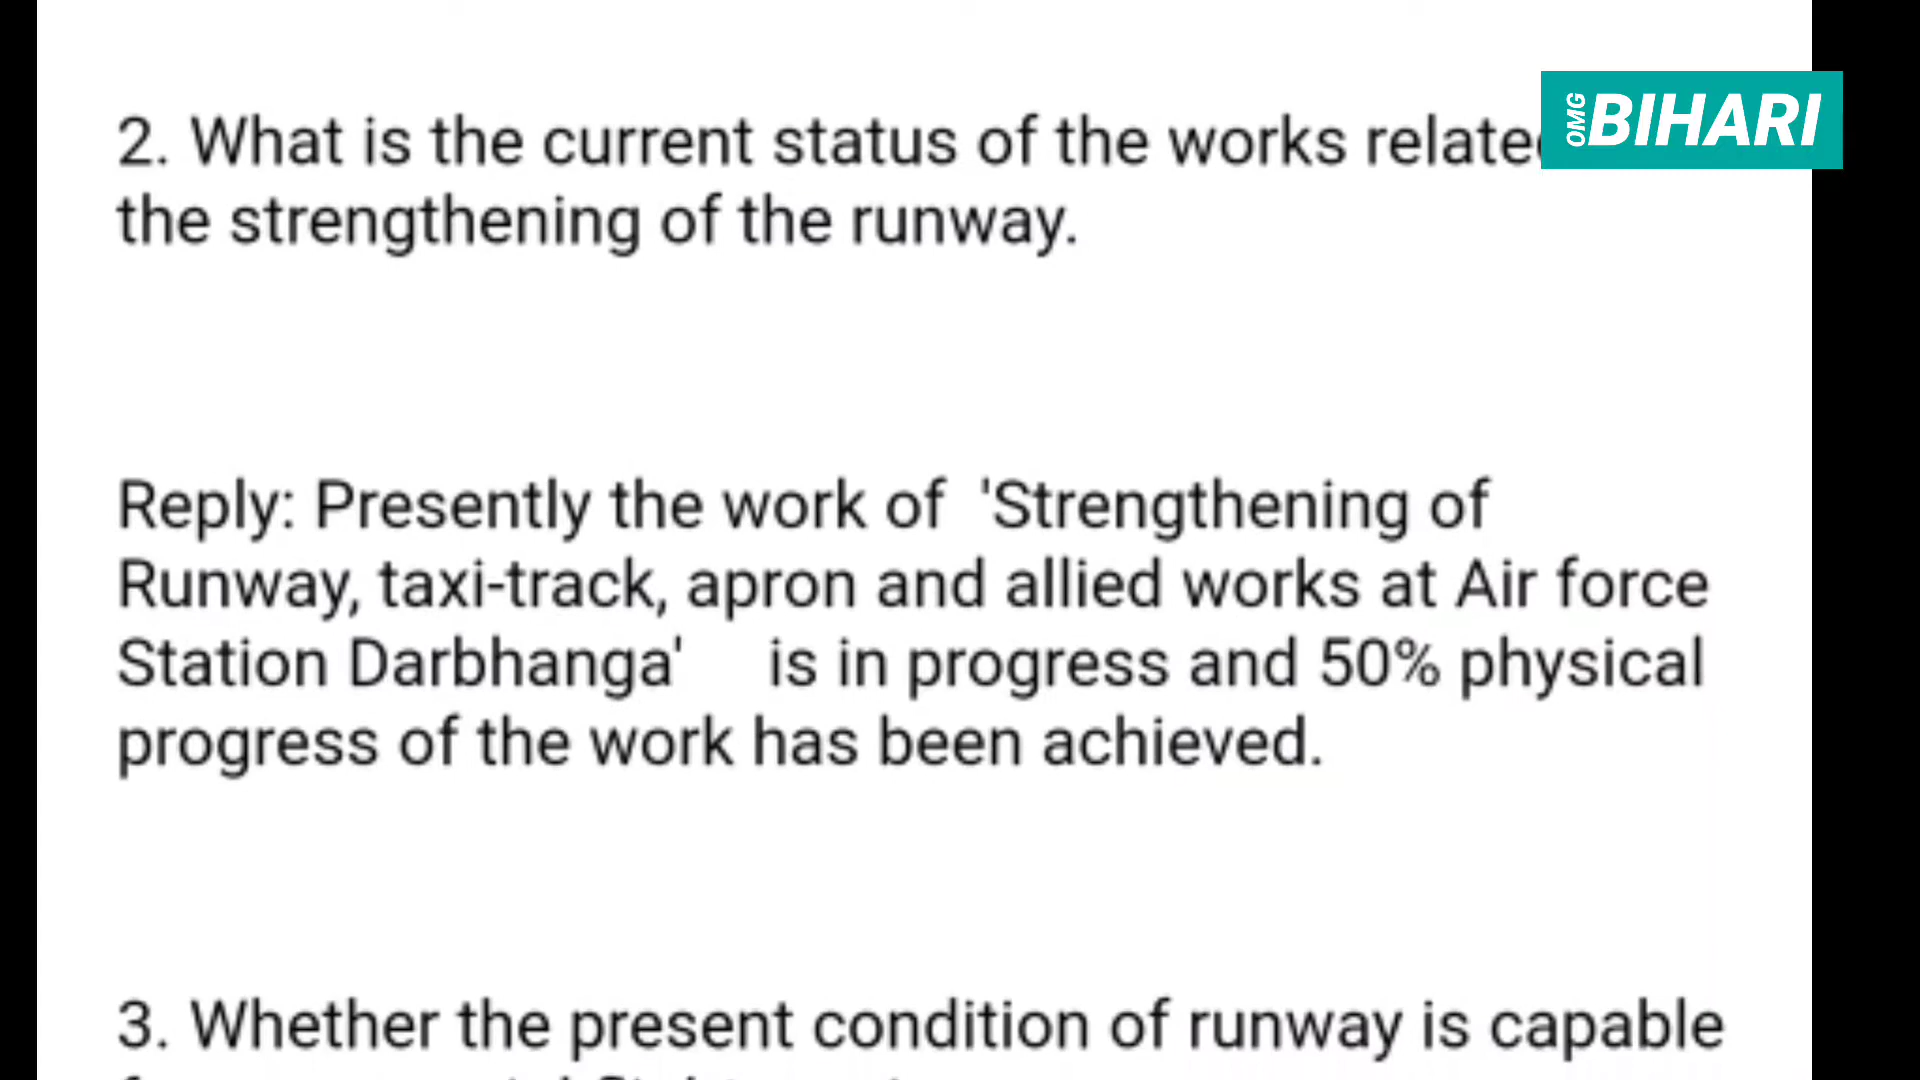 2. What is the current status of the works
the strengthening of the runway.
Reply: Presently the work of 'Strengthening of
Runway, taxi-track, apron and allied works at Air force
Station Darbhanga' is in progress and 50% physical
progress of the work has been achieved.
3. Whether the present condition of runway is capable
OMG BIHARI